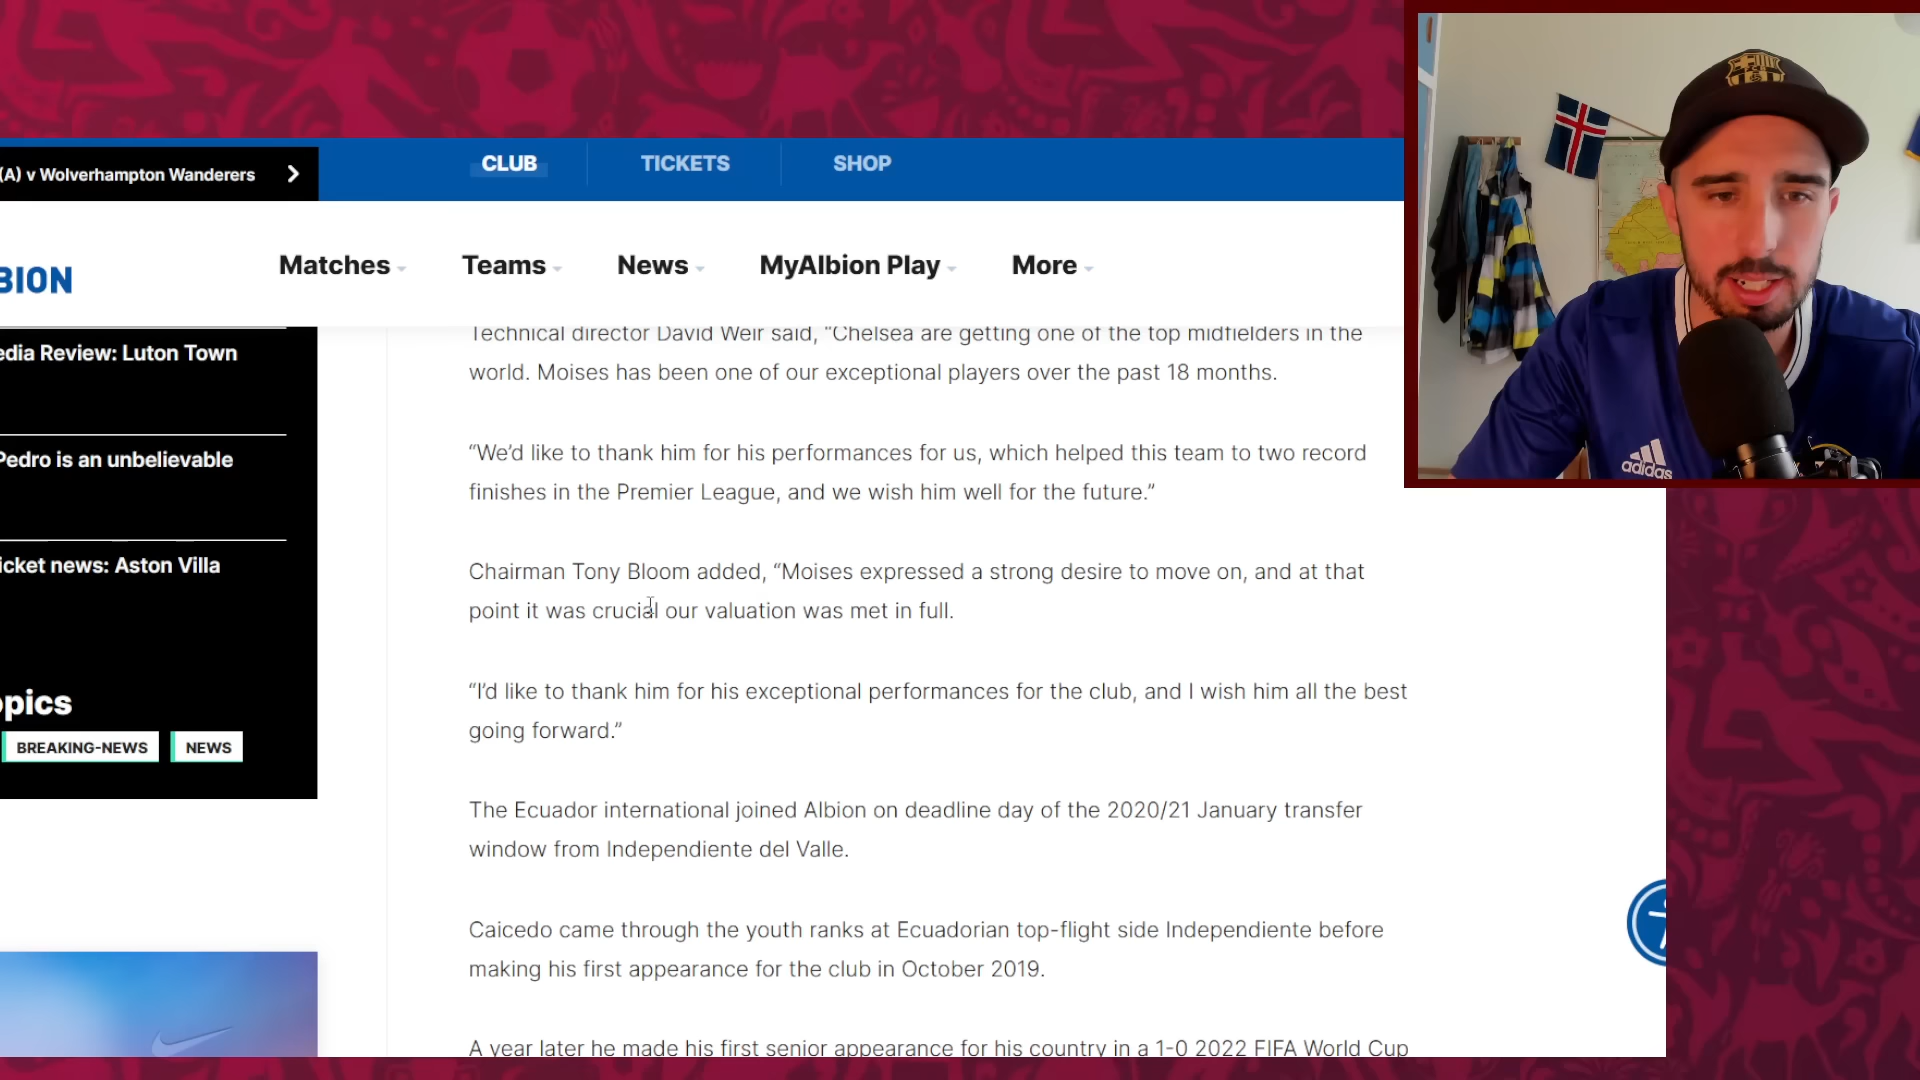 (A) v Wolverhampton Wanderers
CLUB
TICKETS
SHOP
BION
Matches
Teams
News
MyAlbion Play
More
edia Review: Luton Town
Pedro is an unbelievable
icket news: Aston Villa
opics
BREAKING-NEWS
NEWS
Technical director David Weir said, “Chelsea are getting one of the top midfielders in the
world. Moises has been one of our exceptional players over the past 18 months.
“We’d like to thank him for his performances for us, which helped this team to two record
finishes in the Premier League, and we wish him well for the future.”
Chairman Tony Bloom added, “Moises expressed a strong desire to move on, and at that
point it was crucial our valuation was met in full.
“I’d like to thank him for his exceptional performances for the club, and I wish him all the best
going forward.”
The Ecuador international joined Albion on deadline day of the 2020/21 January transfer
window from Independiente del Valle.
Caicedo came through the youth ranks at Ecuadorian top-flight side Independiente before
making his first appearance for the club in October 2019.
A year later he made his first senior appearance for his country in a 1-0 2022 FIFA World Cup
adidas